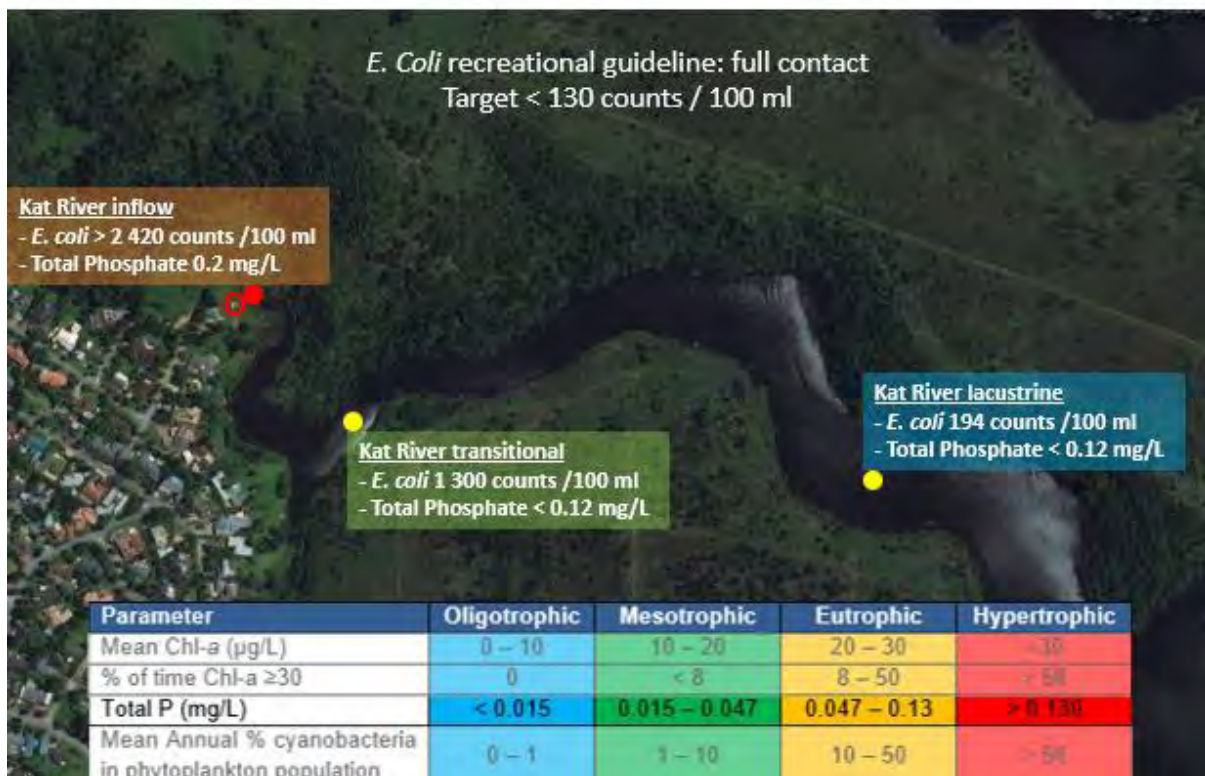 E. Coli recreational guideline: full contact
Target < 130 counts / 100 ml
Kat River inflow
- E. coli > 2 420 counts /100 ml
- Total Phosphate 0.2 mg/L
Kat River lacustrine
- E. coli 194 counts /100 ml
- Total Phosphate < 0.12 mg/L
Kat River transitional
- E. coli 1 300 counts /100 ml
- Total Phosphate < 0.12 mg/L
Parameter Oligotrophic Mesotrophic Eutrophic Hypertrophic
Mean Chl-a (µg/L) 0 – 10 10 – 20 20 – 30
% of time Chl-a ≥30 0 < 8 8 – 50
Total P (mg/L) < 0.015 0.015 – 0.047 0.047 – 0.13 > 0.130
Mean Annual % cyanobacteria
in phytoplankton population 0 – 1 1 – 10 10 – 50 > 50